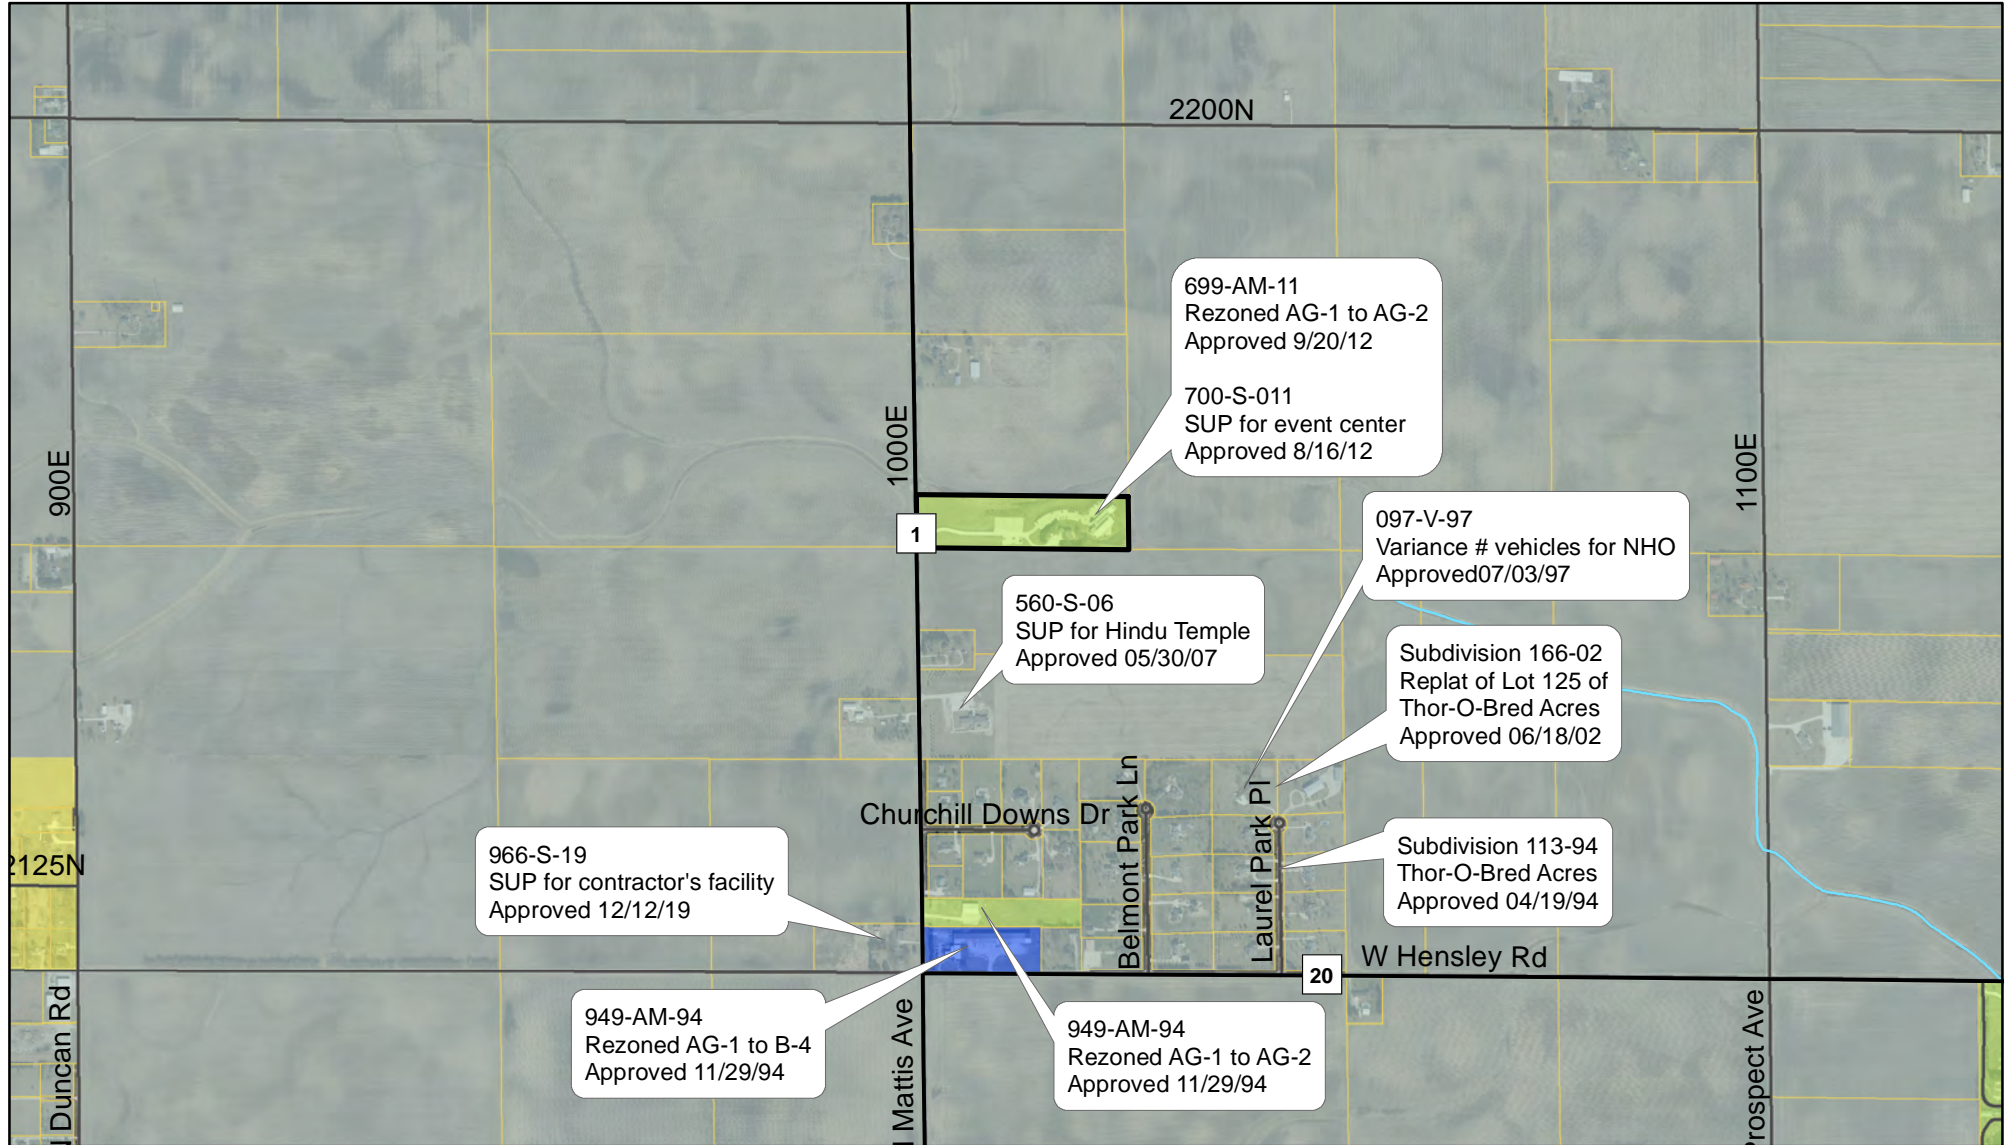 2200N
699-AM-11
Rezoned AG-1 to AG-2
Approved 9/20/12
700-S-011
SUP for event center
Approved 8/16/12
900E
1000E
1100E
1
097-V-97
Variance # vehicles for NHO
Approved07/03/97
560-S-06
SUP for Hindu Temple
Approved 05/30/07
Subdivision 166-02
Replat of Lot 125 of
Thor-O-Bred Acres
Approved 06/18/02
Churchill Downs Dr
Belmont Park Ln
Laurel Park Pl
2125N
966-S-19
SUP for contractor's facility
Approved 12/12/19
Subdivision 113-94
Thor-O-Bred Acres
Approved 04/19/94
W Hensley Rd
20
949-AM-94
Rezoned AG-1 to B-4
Approved 11/29/94
949-AM-94
Rezoned AG-1 to AG-2
Approved 11/29/94
N Duncan Rd
N Mattis Ave
Prospect Ave